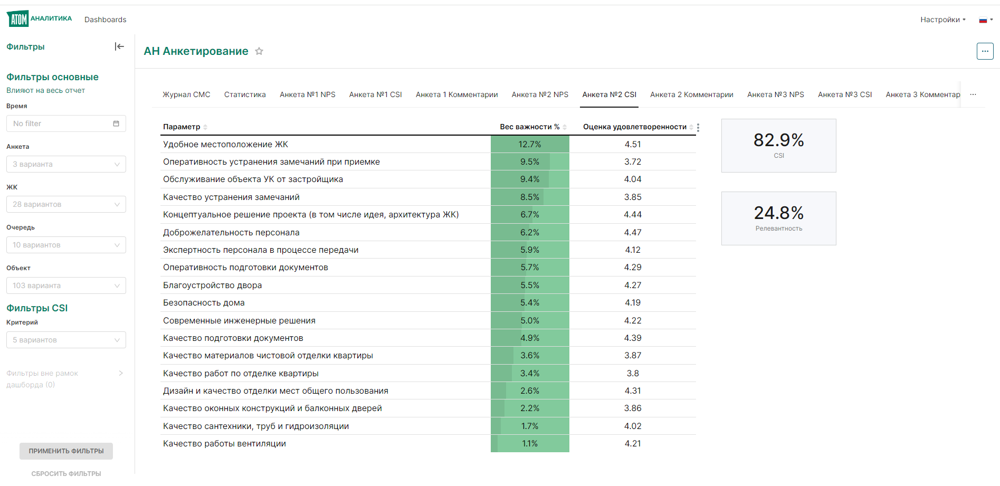 АТОМ АНАЛИТИКА Dashboards Настройки
Фильтры
Фильтры основные
Влияют на весь отчет
Время
No filter
Анкета
3 варианта
ЖК
28 вариантов
Очередь
10 вариантов
Объект
103 варианта
Фильтры CSI
Критерий
5 вариантов
Фильтры вне рамок
дашборда (0)
ПРИМЕНИТЬ ФИЛЬТРЫ
СБРОСИТЬ ФИЛЬТРЫ
АН Анкетирование
Журнал СМС Статистика Анкета №1 NPS Анкета №1 CSI Анкета 1 Комментарии Анкета №2 NPS Анкета №2 CSI Анкета 2 Комментарии Анкета №3 NPS Анкета №3 CSI Анкета 3 Комментар
Параметр Вес важности % Оценка удовлетворенности
Удобное местоположение ЖК 12.7% 4.51
Оперативность устранения замечаний при приемке 9.5% 3.72
Обслуживание объекта УК от застройщика 9.4% 4.04
Качество устранения замечаний 8.5% 3.85
Концептуальное решение проекта (в том числе идея, архитектура ЖК) 6.7% 4.44
Доброжелательность персонала 6.2% 4.47
Экспертность персонала в процессе передачи 5.9% 4.12
Оперативность подготовки документов 5.7% 4.29
Благоустройство двора 5.5% 4.27
Безопасность дома 5.4% 4.19
Современные инженерные решения 5.0% 4.22
Качество подготовки документов 4.9% 4.39
Качество материалов чистовой отделки квартиры 3.6% 3.87
Качество работ по отделке квартиры 3.4% 3.8
Дизайн и качество отделки мест общего пользования 2.6% 4.31
Качество оконных конструкций и балконных дверей 2.2% 3.86
Качество сантехники, труб и гидроизоляции 1.7% 4.02
Качество работы вентиляции 1.1% 4.21
82.9%
CSI
24.8%
Релевантность